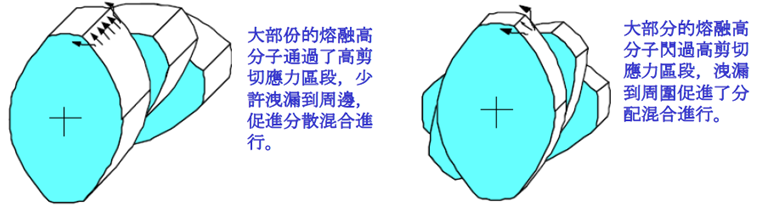 大部份的熔融高
分子通過了高剪
切應力區段，少
許洩漏到周邊，
促進分散混合進
行。
大部分的熔融高
分子閃過高剪切
應力區段，洩漏
到周圍促進了分
配混合進行。